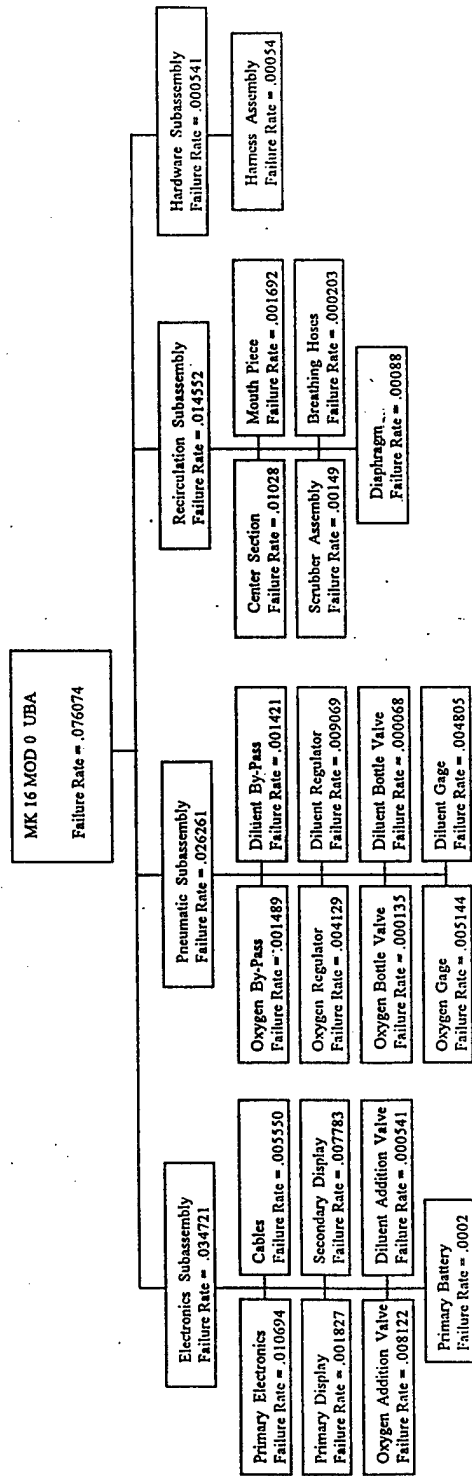 MK 16 MOD 0 UBA
Failure Rate = .076074
Electronics Subassembly
Failure Rate = .034721
Primary Electronics
Failure Rate = .010694
Cables
Failure Rate = .005550
Primary Display
Failure Rate = .001827
Secondary Display
Failure Rate = .007783
Oxygen Addition Valve
Failure Rate = .008122
Diluent Addition Valve
Failure Rate = .000541
Primary Battery
Failure Rate = .0002
Pneumatic Subassembly
Failure Rate = .026261
Oxygen By-Pass
Failure Rate = .001489
Diluent By-Pass
Failure Rate = .001421
Oxygen Regulator
Failure Rate = .004129
Diluent Regulator
Failure Rate = .009069
Oxygen Bottle Valve
Failure Rate = .000135
Diluent Bottle Valve
Failure Rate = .000068
Oxygen Gage
Failure Rate = .005144
Diluent Gage
Failure Rate = .004805
Recirculation Subassembly
Failure Rate = .014552
Center Section
Failure Rate = .01028
Mouth Piece
Failure Rate = .001692
Scrubber Assembly
Failure Rate = .00149
Breathing Hoses
Failure Rate = .000203
Diaphragm
Failure Rate = .00088
Hardware Subassembly
Failure Rate = .000541
Harness Assembly
Failure Rate = .00054